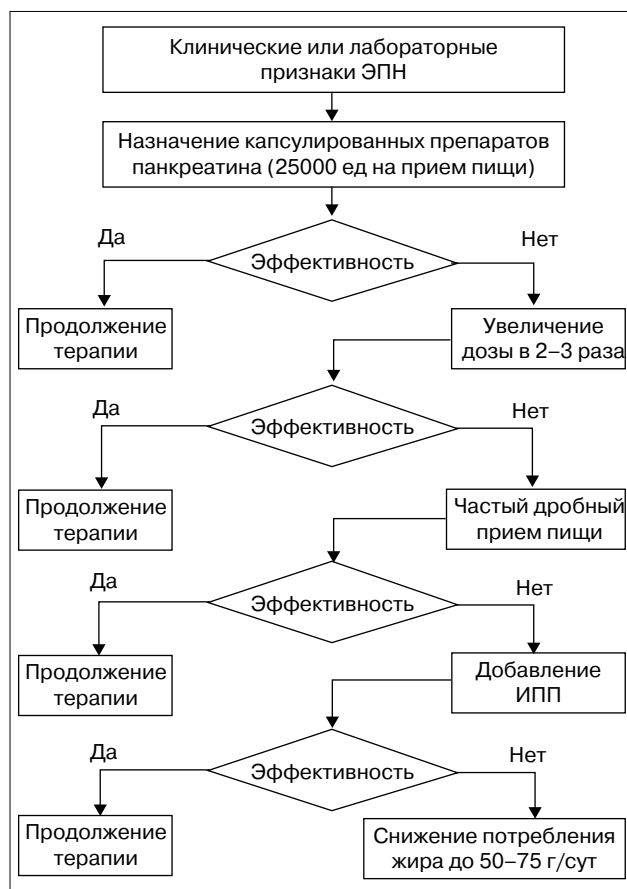 Клинические или лабораторные
признаки ЭПН
Назначение капсулированных препаратов
панкреатина (25000 ед на прием пищи)
Да
Нет
Эффективность
Продолжение
терапии
Увеличение
дозы в 2–3 раза
Да
Нет
Эффективность
Продолжение
терапии
Частый дробный
прием пищи
Да
Нет
Эффективность
Продолжение
терапии
Добавление
ИПП
Да
Нет
Эффективность
Продолжение
терапии
Снижение потребления
жира до 50–75 г/сут